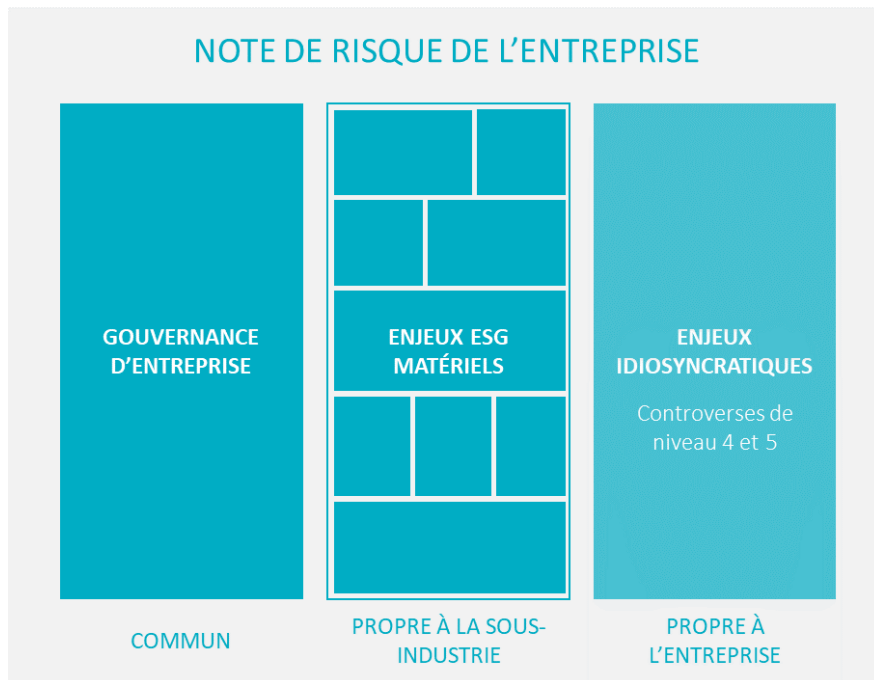 NOTE DE RISQUE DE L’ENTREPRISE
GOUVERNANCE
D’ENTREPRISE
ENJEUX ESG
MATÉRIELS
ENJEUX
IDIOSYNCRATIQUES
Controverses de
niveau 4 et 5
COMMUN
PROPRE À LA SOUS-
INDUSTRIE
PROPRE À
L’ENTREPRISE